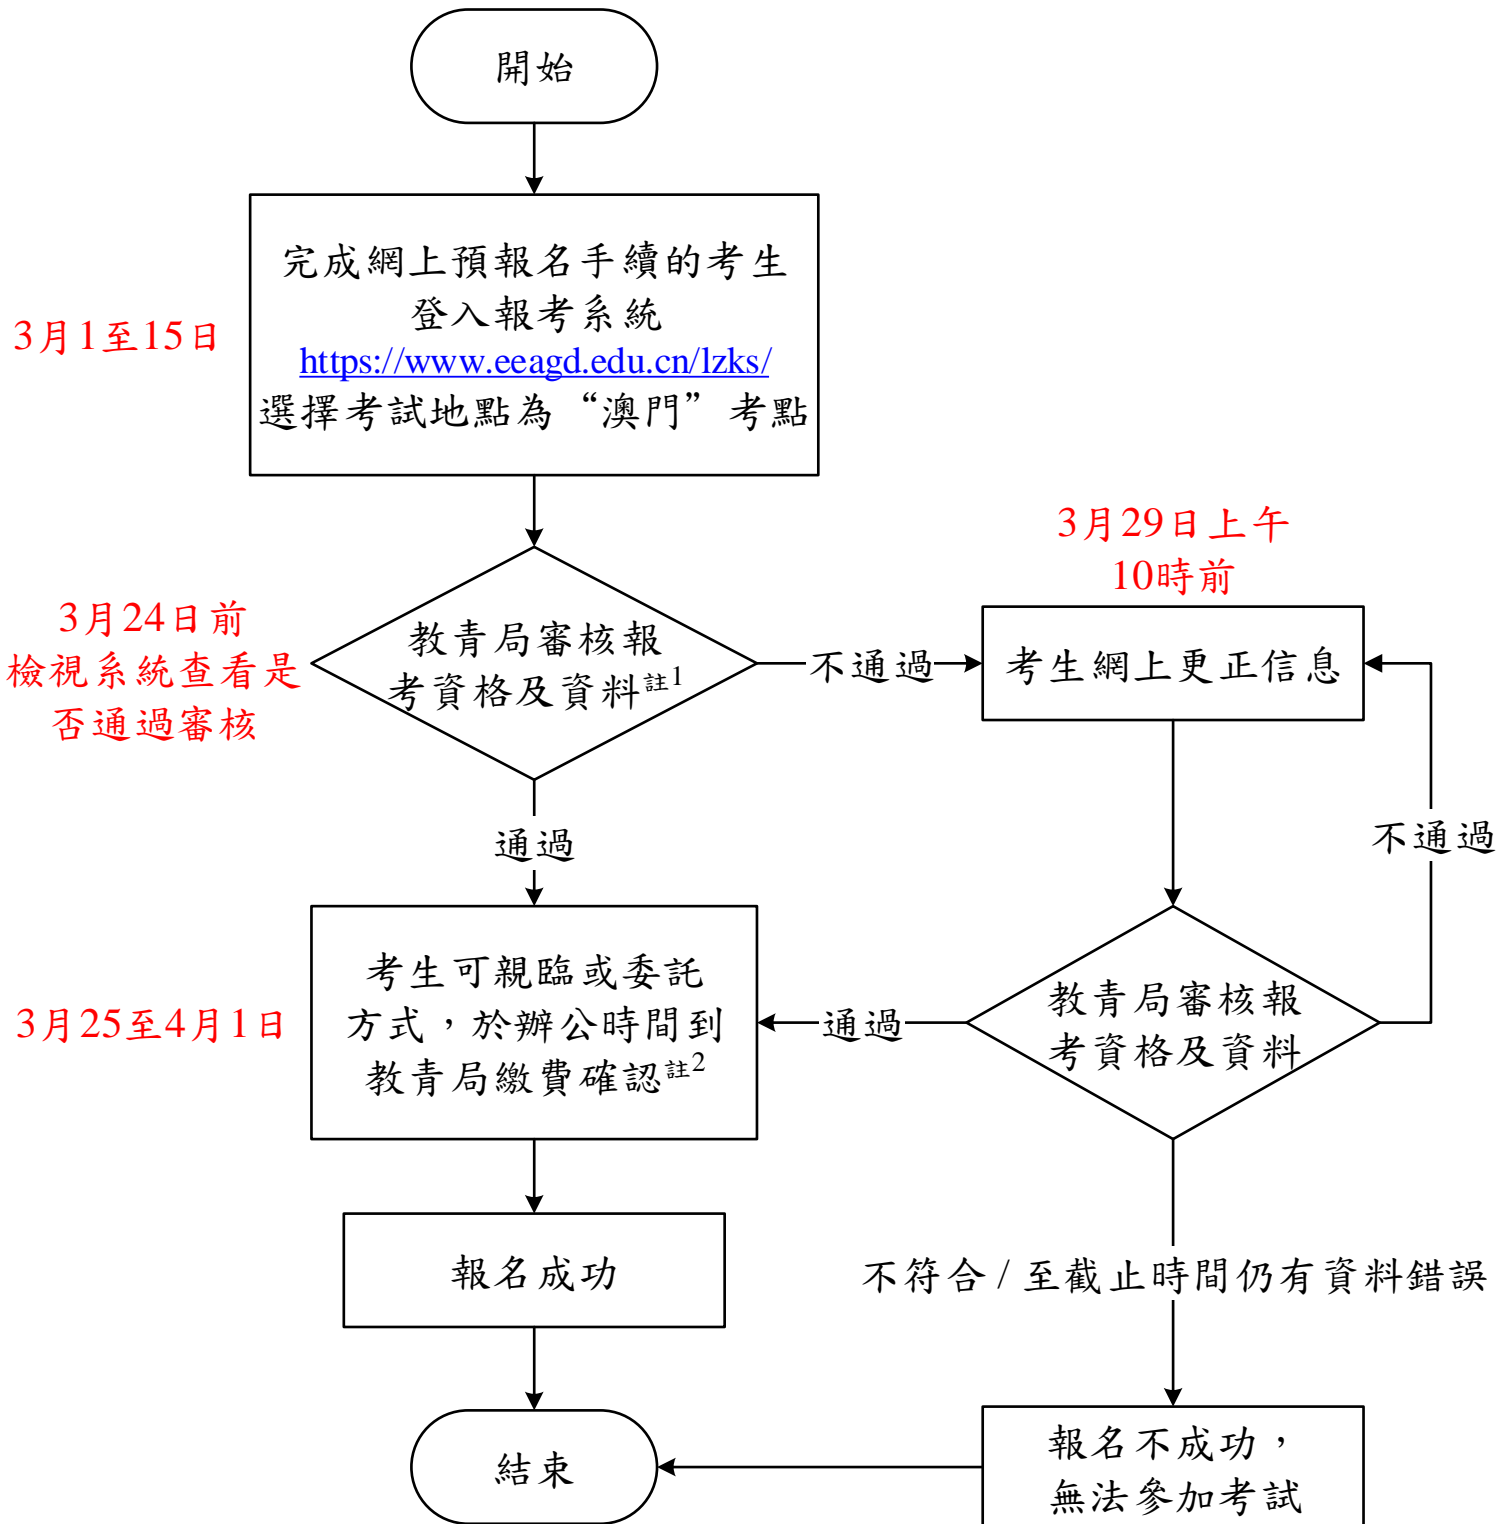 開始
完成網上預報名手續的考生
登入報考系統
https://www.eeagd.edu.cn/lzks/
選擇考試地點為“澳門”考點
3月1至15日
3月24日前
檢視系統查看是
否通過審核
教青局審核報
考資格及資料註1
不通過
3月29日上午
10時前
考生網上更正信息
通過
不通過
3月25至4月1日
考生可親臨或委託
方式，於辦公時間到
教青局繳費確認註2
通過
教青局審核報
考資格及資料
報名成功
不符合 / 至截止時間仍有資料錯誤
結束
報名不成功，
無法參加考試